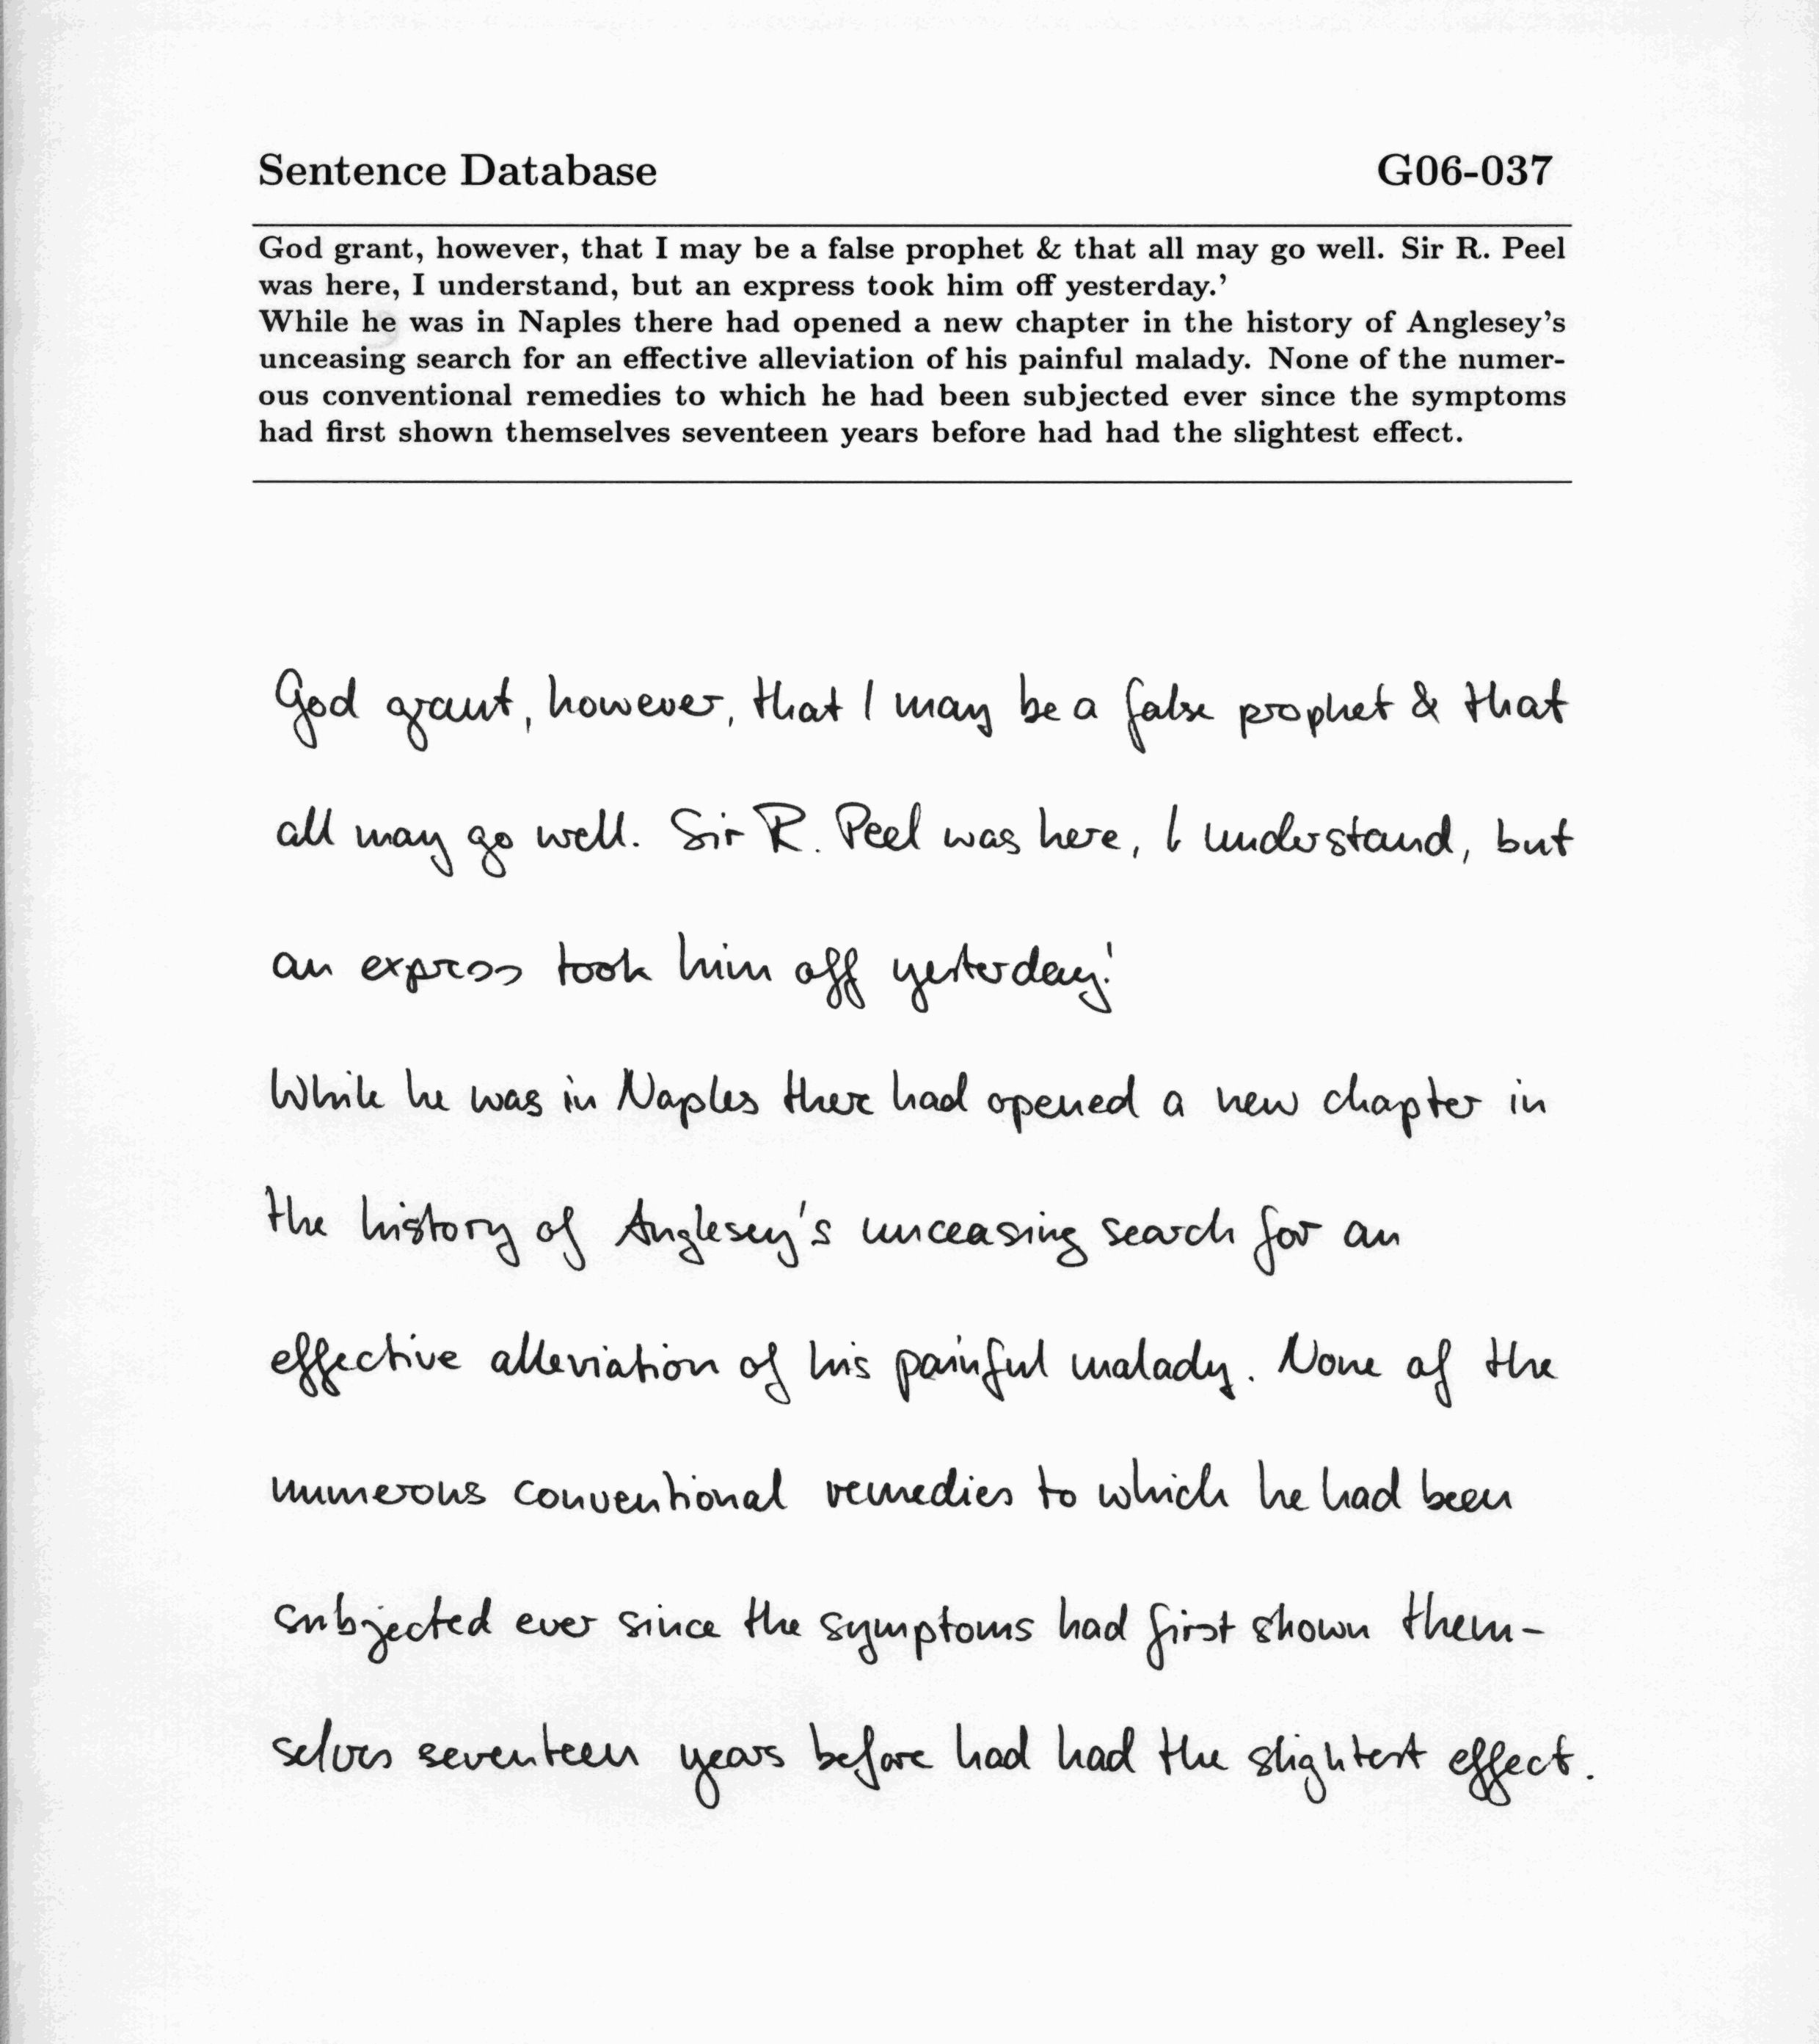 Sentence Database G06-037
God grant, however, that I may be a false prophet & that all may go well. Sir R. Peel
was here, I understand, but an express took him off yesterday.'
While he was in Naples there had opened a new chapter in the history of Anglesey's
unceasing search for an effective alleviation of his painful malady. None of the numer-
ous conventional remedies to which he had been subjected ever since the symptoms
had first shown themselves seventeen years before had had the slightest effect.
God grant, however, that I may be a false prophet & that
all may go well. Sir R. Peel was here, I understand, but
an express took him off yesterday.'
While he was in Naples there had opened a new chapter in
the history of Anglesey's unceasing search for an
effective alleviation of his painful malady. None of the
numerous conventional remedies to which he had been
subjected ever since the symptoms had first shown them-
selves seventeen years before had had the slightest effect.